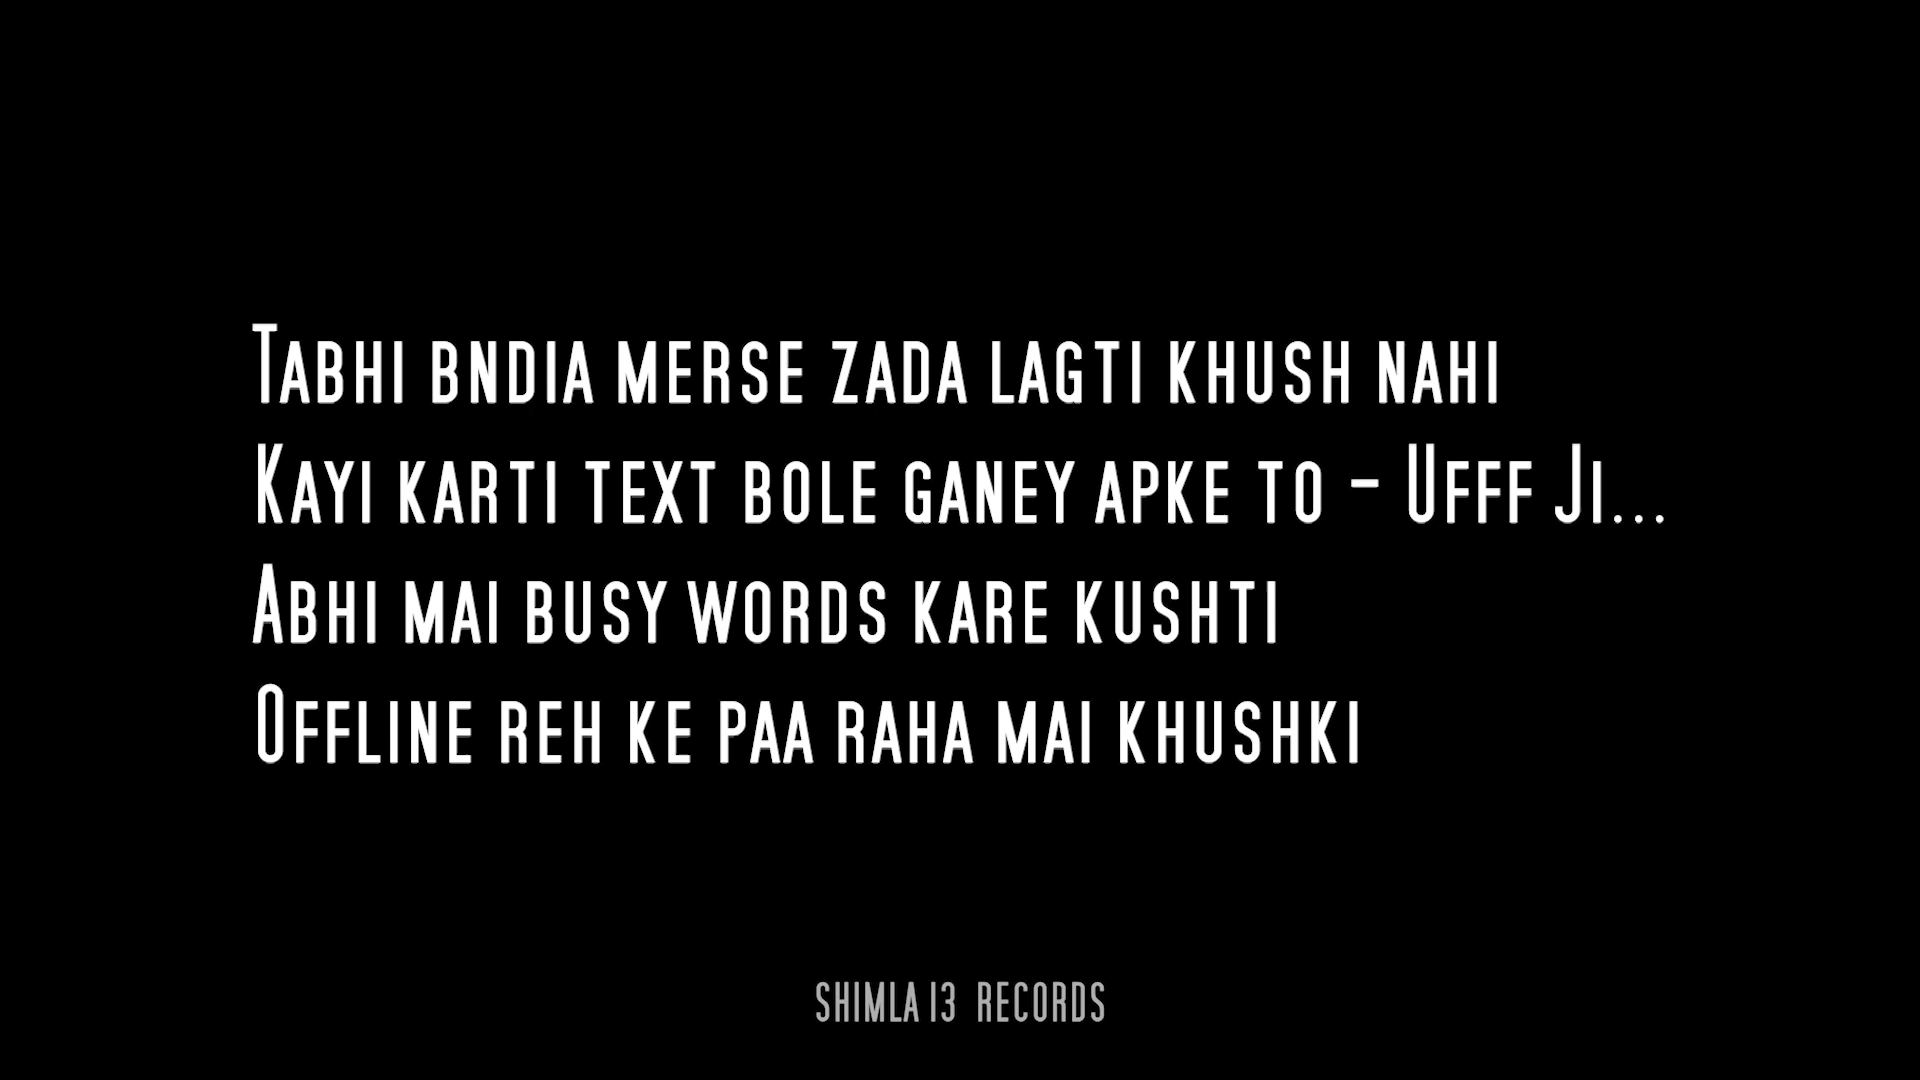 Tabhi bndia merse zada lagti khush nahi
Kayi karti text bole ganey apke to - Ufff Ji...
Abhi mai busy words kare kushti
Offline reh ke paa raha mai khushki
SHIMLA 13 RECORDS